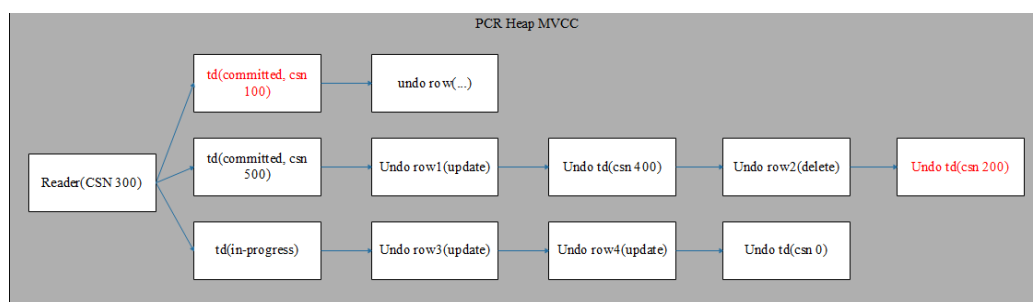 PCR Heap MVCC
td(committed, csn
100)
undo row(...)
Reader(CSN 300)
td(committed, csn
500)
Undo row1(update)
Undo td(csn 400)
Undo row2(delete)
Undo td(csn 200)
td(in-progress)
Undo row3(update)
Undo row4(update)
Undo td(csn 0)